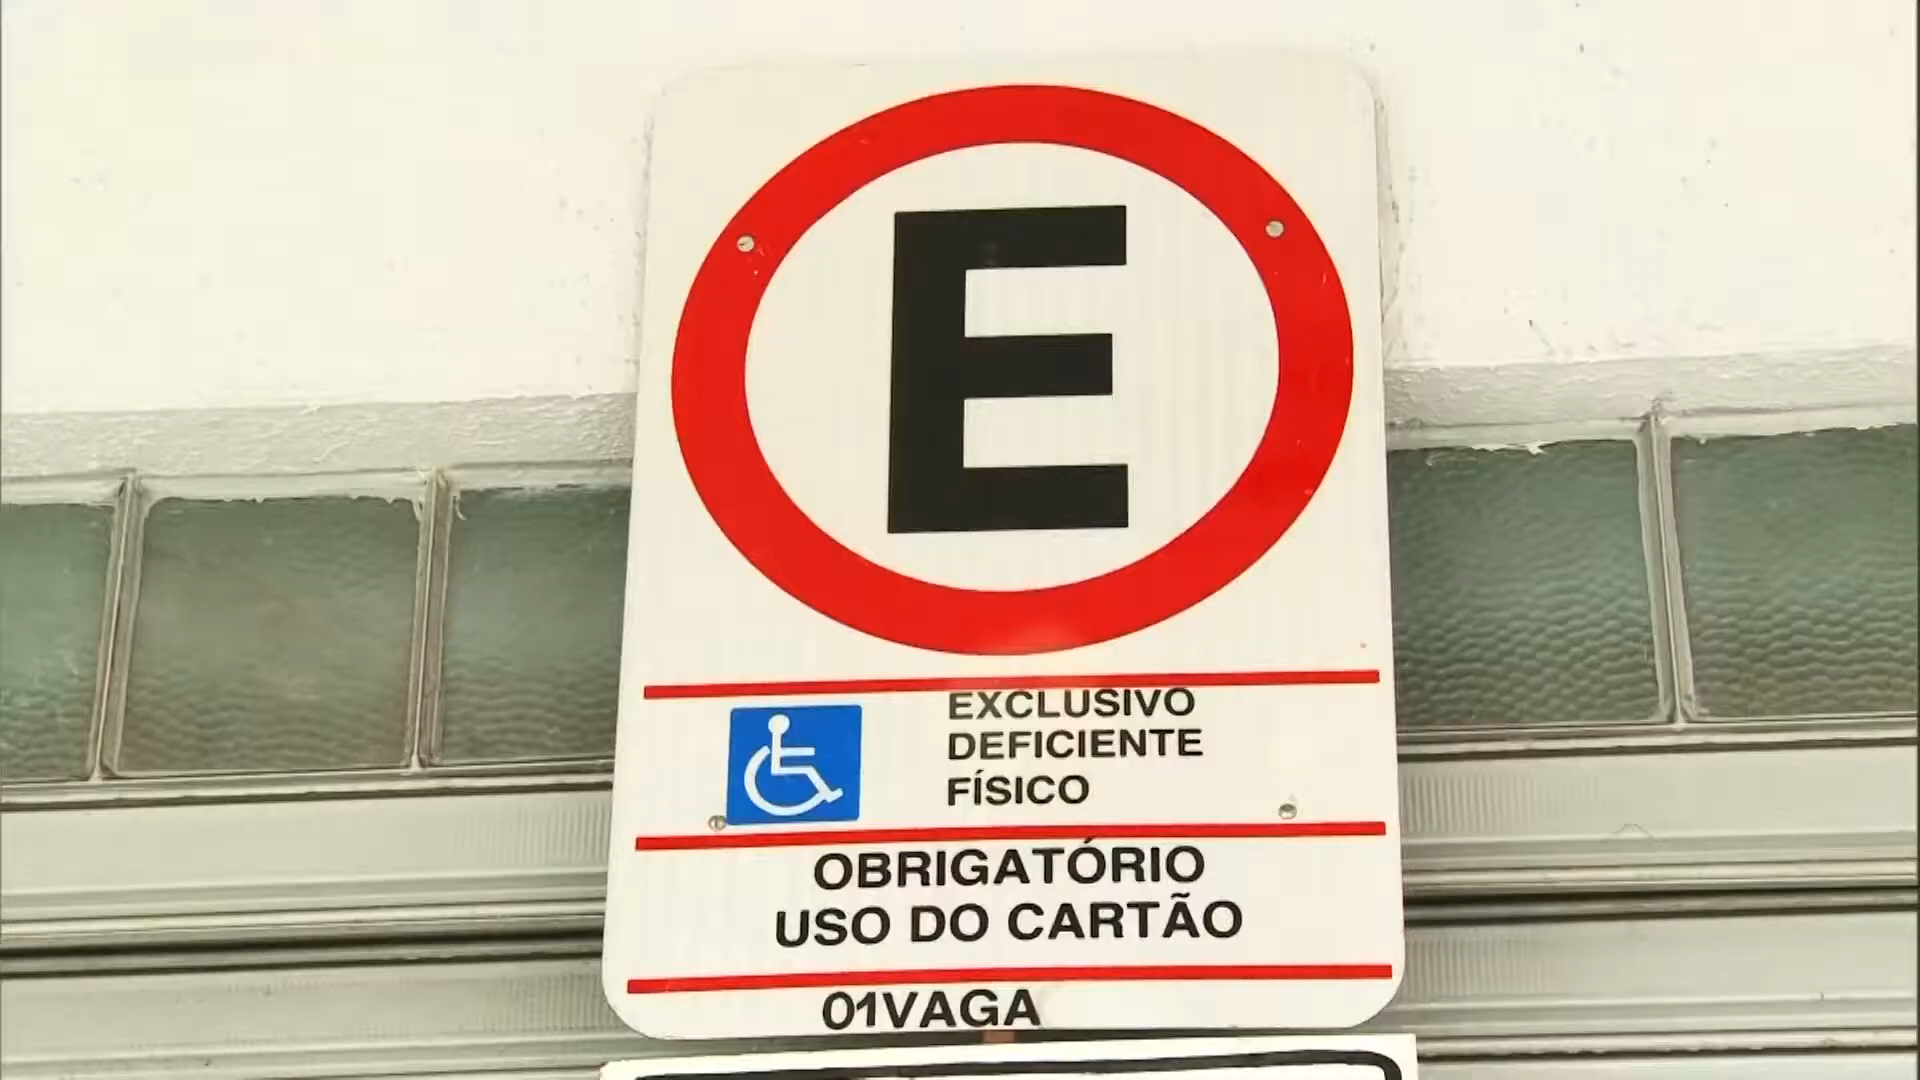 E
EXCLUSIVO
DEFICIENTE
FÍSICO
OBRIGATÓRIO
USO DO CARTÃO
01VAGA